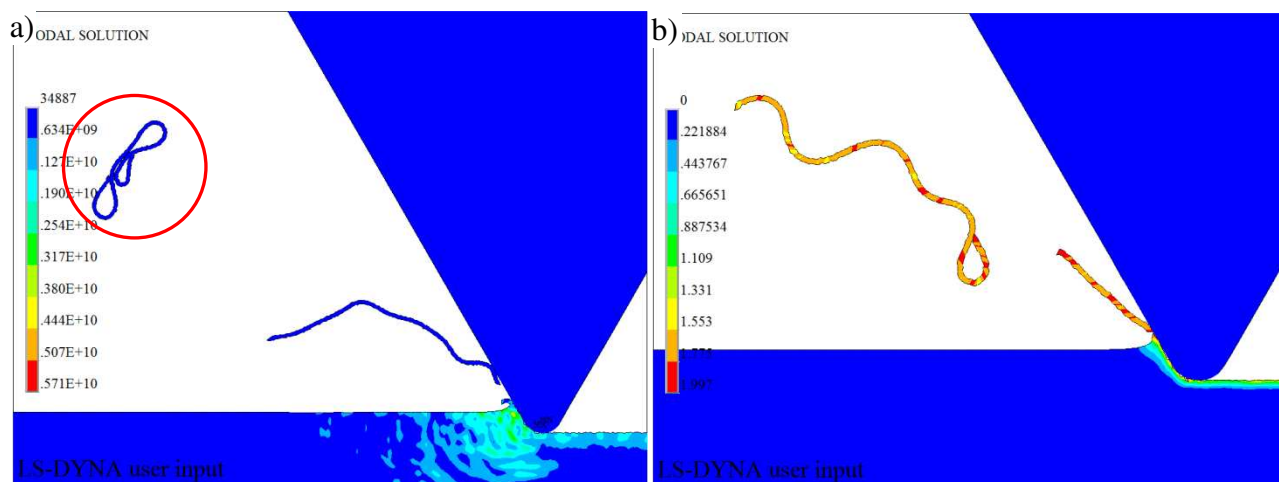 a)
ODAL SOLUTION
34887
.634E+09
.127E+10
.190E+10
.254E+10
.317E+10
.380E+10
.444E+10
.507E+10
.571E+10
LS-DYNA user input
b)
ODAL SOLUTION
0
.221884
.443767
.665651
.887534
1.109
1.331
1.553
1.997
LS-DYNA user input